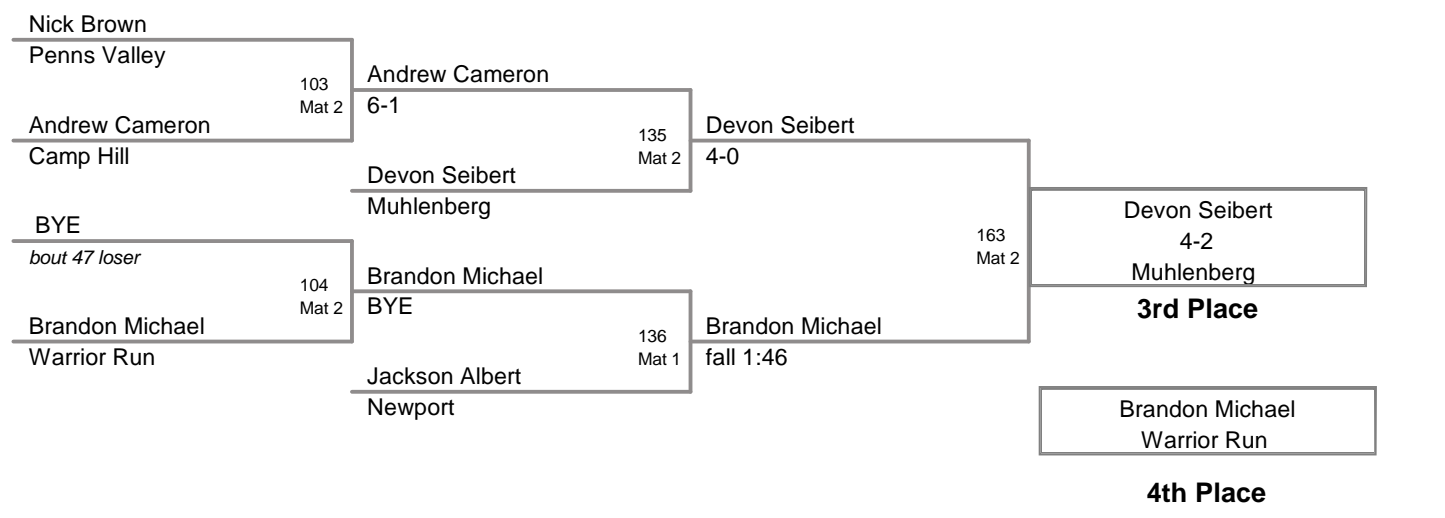 Nick Brown
Penns Valley
103
Mat 2
Andrew Cameron
6-1
Andrew Cameron
Camp Hill
135
Mat 2
Devon Seibert
4-0
Devon Seibert
Muhlenberg
BYE
bout 47 loser
104
Mat 2
Brandon Michael
BYE
Brandon Michael
Warrior Run
136
Mat 1
Brandon Michael
fall 1:46
Jackson Albert
Newport
163
Mat 2
Devon Seibert
4-2
Muhlenberg
3rd Place
Brandon Michael
Warrior Run
4th Place